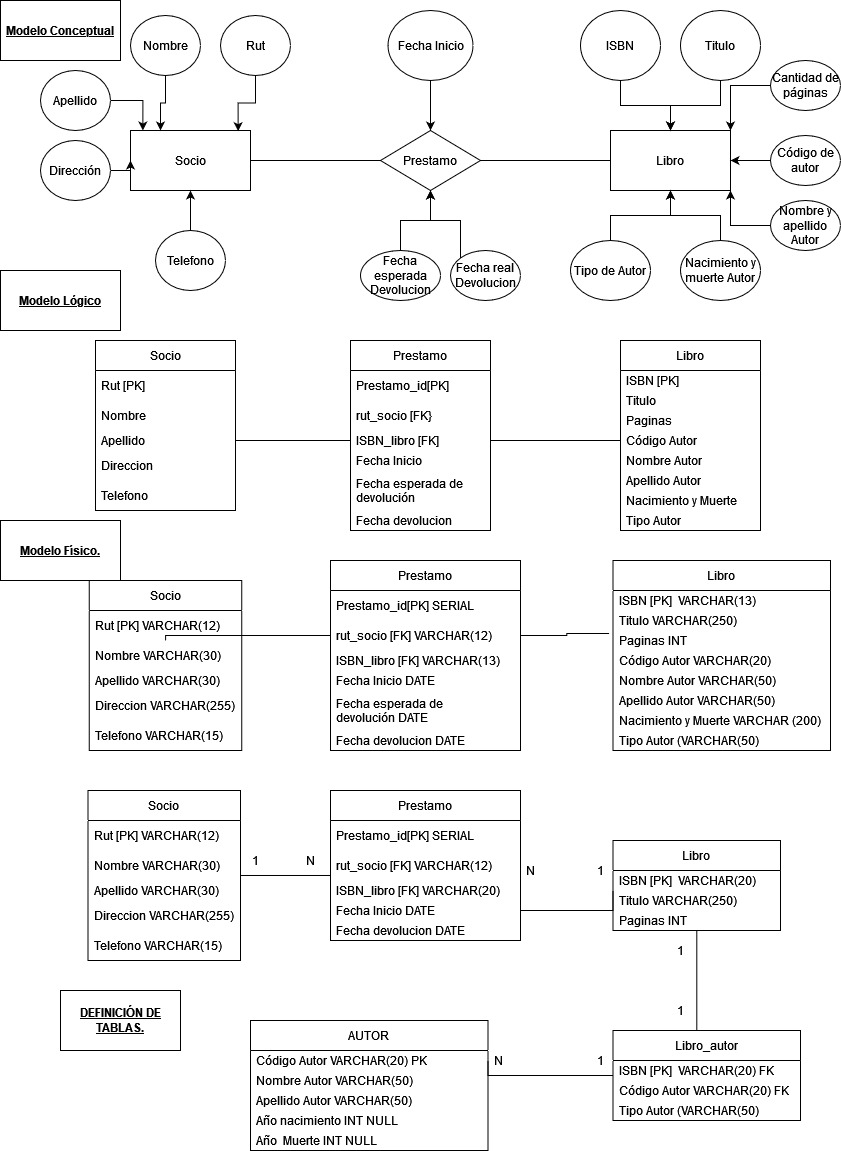 Modelo Conceptual
Nombre
Rut
Fecha Inicio
ISBN
Titulo
Apellido
Cantidad de
páginas
Dirección
Socio
Prestamo
Libro
Código de
autor
Nombre y
apellido
Autor
Telefono
Fecha
esperada
Devolucion
Fecha real
Devolucion
Tipo de Autor
Nacimiento y
muerte Autor
Modelo Lógico
Socio
Rut [PK]
Nombre
Apellido
Direccion
Telefono
Prestamo
Prestamo_id[PK]
rut_socio [FK}
ISBN_libro [FK]
Fecha Inicio
Fecha esperada de
devolución
Fecha devolucion
Libro
ISBN [PK]
Titulo
Paginas
Código Autor
Nombre Autor
Apellido Autor
Nacimiento y Muerte
Tipo Autor
Modelo Físico.
Socio
Rut [PK] VARCHAR(12)
Nombre VARCHAR(30)
Apellido VARCHAR(30)
Direccion VARCHAR(255)
Telefono VARCHAR(15)
Prestamo
Prestamo_id[PK] SERIAL
rut_socio [FK] VARCHAR(12)
ISBN_libro [FK] VARCHAR(13)
Fecha Inicio DATE
Fecha esperada de
devolución DATE
Fecha devolucion DATE
Libro
ISBN [PK]  VARCHAR(13)
Titulo VARCHAR(250)
Paginas INT
Código Autor VARCHAR(20)
Nombre Autor VARCHAR(50)
Apellido Autor VARCHAR(50)
Nacimiento y Muerte VARCHAR (200)
Tipo Autor (VARCHAR(50)
Socio
Rut [PK] VARCHAR(12)
Nombre VARCHAR(30)
Apellido VARCHAR(30)
Direccion VARCHAR(255)
Telefono VARCHAR(15)
1
N
Prestamo
Prestamo_id[PK] SERIAL
rut_socio [FK] VARCHAR(12)
ISBN_libro [FK] VARCHAR(20)
Fecha Inicio DATE
Fecha devolucion DATE
N
1
Libro
ISBN [PK]  VARCHAR(20)
Titulo VARCHAR(250)
Paginas INT
1
1
DEFINICIÓN DE
TABLAS.
AUTOR
Código Autor VARCHAR(20) PK
Nombre Autor VARCHAR(50)
Apellido Autor VARCHAR(50)
Año nacimiento INT NULL
Año  Muerte INT NULL
N
1
Libro_autor
ISBN [PK]  VARCHAR(20) FK
Código Autor VARCHAR(20) FK
Tipo Autor (VARCHAR(50)